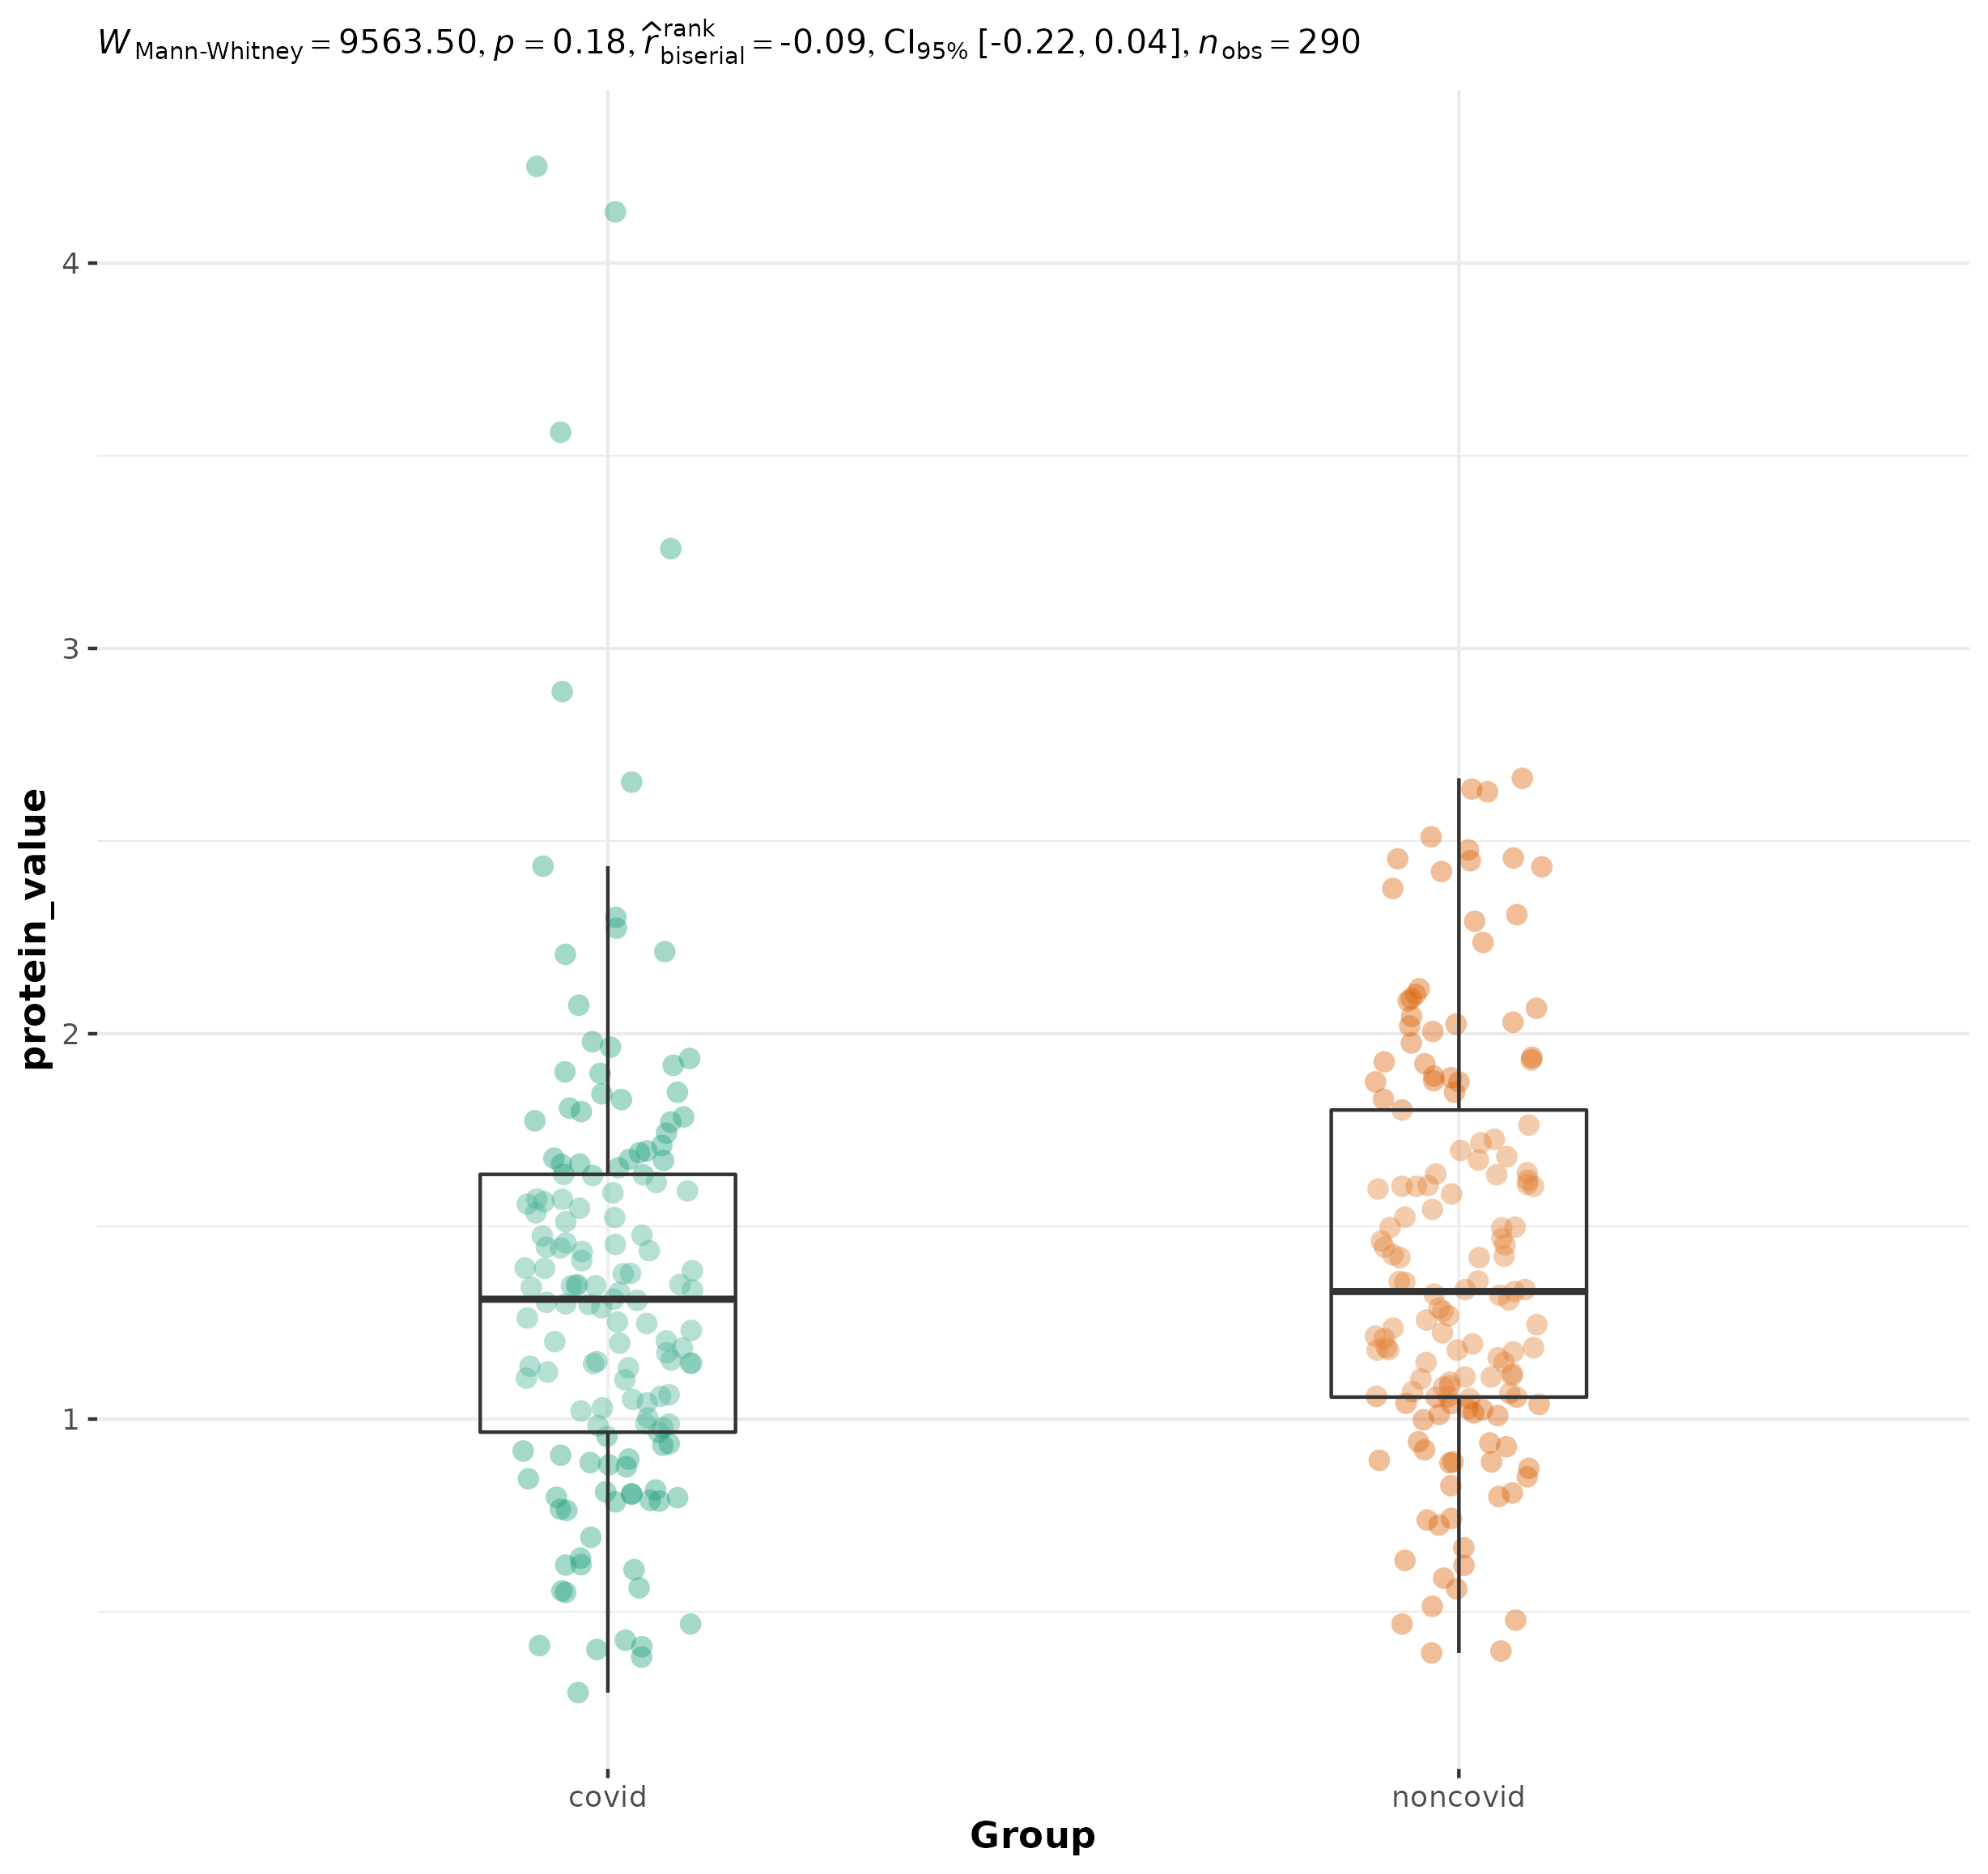 W Mann-Whitney = 9563.50, p = 0.18, r̂ rank biserial = -0.09, CI95% [-0.22, 0.04], nobs = 290
4
3
2
1
protein_value
covid noncovid
Group